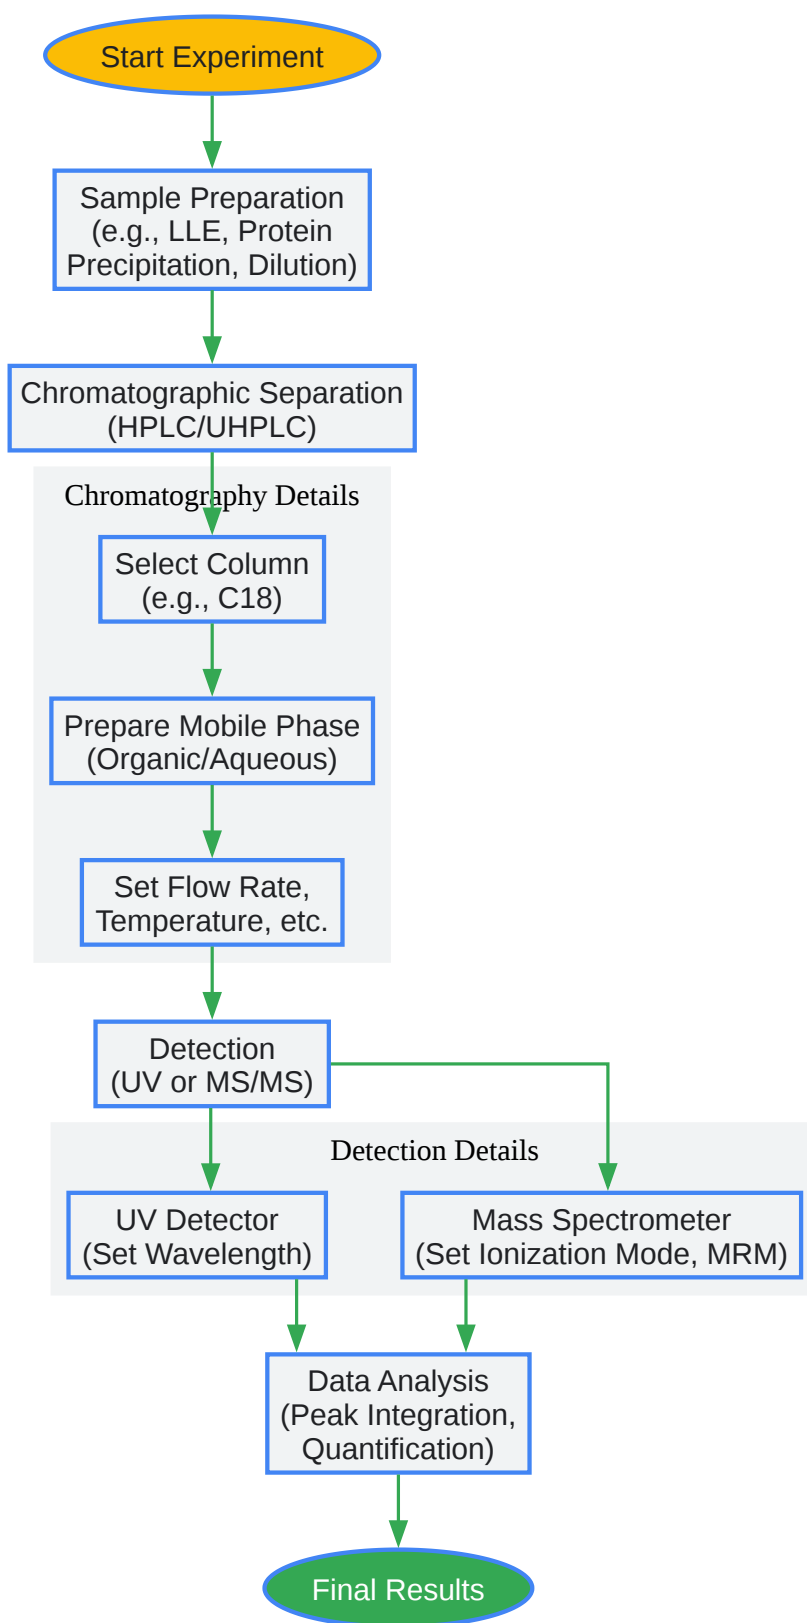 Start Experiment
Sample Preparation
(e.g., LLE, Protein
Precipitation, Dilution)
Chromatographic Separation
(HPLC/UHPLC)
Chromatography Details
Select Column
(e.g., C18)
Prepare Mobile Phase
(Organic/Aqueous)
Set Flow Rate,
Temperature, etc.
Detection
(UV or MS/MS)
Detection Details
UV Detector
(Set Wavelength)
Mass Spectrometer
(Set Ionization Mode, MRM)
Data Analysis
(Peak Integration,
Quantification)
Final Results